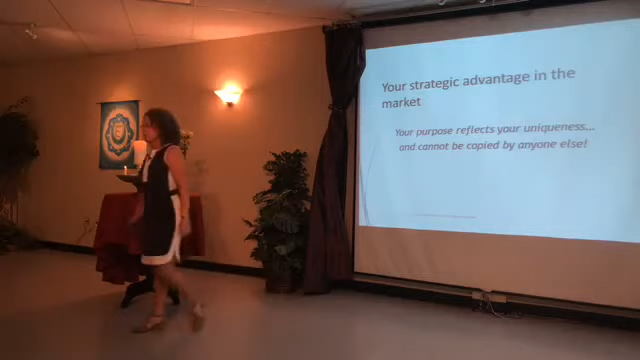 Your strategic advantage in the
market
Your purpose reflects your uniqueness...
and cannot be copied by anyone else!